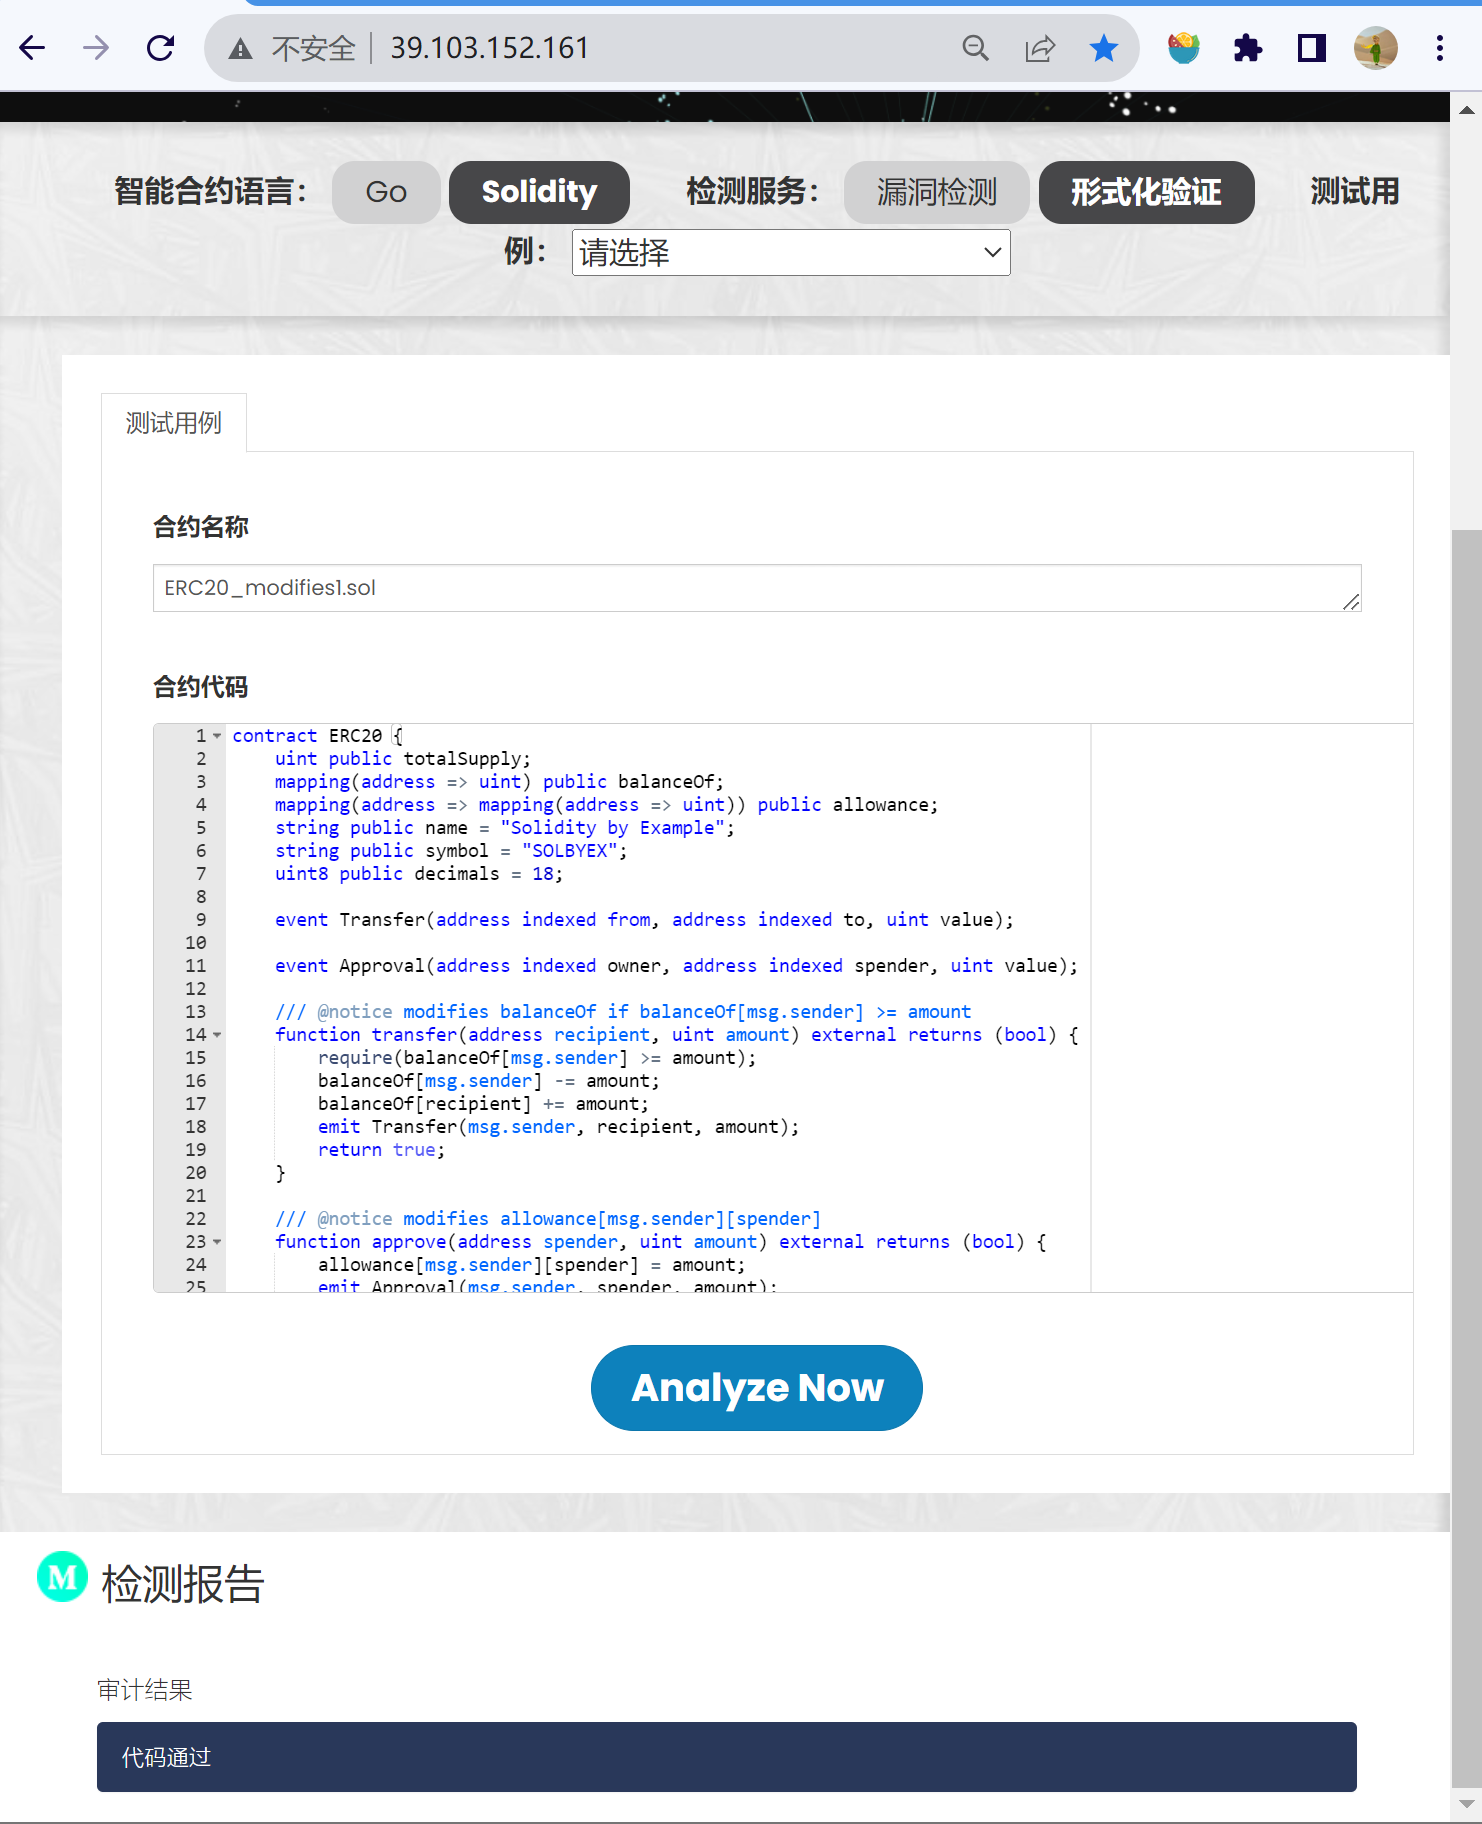 不安全 39.103.152.161
智能合约语言： Go Solidity 检测服务： 漏洞检测 形式化验证 测试用
例： 请选择
测试用例
合约名称
ERC20_modifies1.sol
合约代码
1 contract ERC20 {
2 uint public totalSupply;
3 mapping(address => uint) public balanceOf;
4 mapping(address => mapping(address => uint)) public allowance;
5 string public name = "Solidity by Example";
6 string public symbol = "SOLBYEX";
7 uint8 public decimals = 18;
8
9 event Transfer(address indexed from, address indexed to, uint value);
10
11 event Approval(address indexed owner, address indexed spender, uint value);
12
13 /// @notice modifies balanceOf if balanceOf[msg.sender] >= amount
14 function transfer(address recipient, uint amount) external returns (bool) {
15 require(balanceOf[msg.sender] >= amount);
16 balanceOf[msg.sender] -= amount;
17 balanceOf[recipient] += amount;
18 emit Transfer(msg.sender, recipient, amount);
19 return true;
20 }
21
22 /// @notice modifies allowance[msg.sender][spender]
23 function approve(address spender, uint amount) external returns (bool) {
24 allowance[msg.sender][spender] = amount;
25 emit Approval(msg.sender, spender, amount);
Analyze Now
M 检测报告
审计结果
代码通过